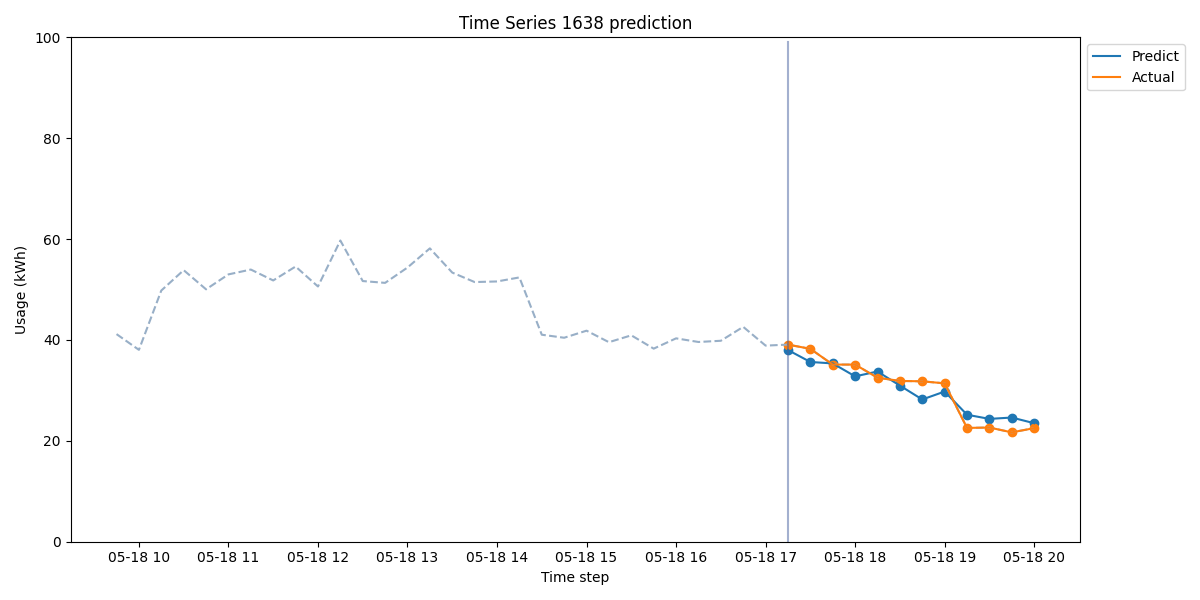 Time Series 1638 prediction
Predict
Actual
Usage (kWh)
100
80
60
40
20
0
05-18 10 05-18 11 05-18 12 05-18 13 05-18 14 05-18 15 05-18 16 05-18 17 05-18 18 05-18 19 05-18 20
Time step